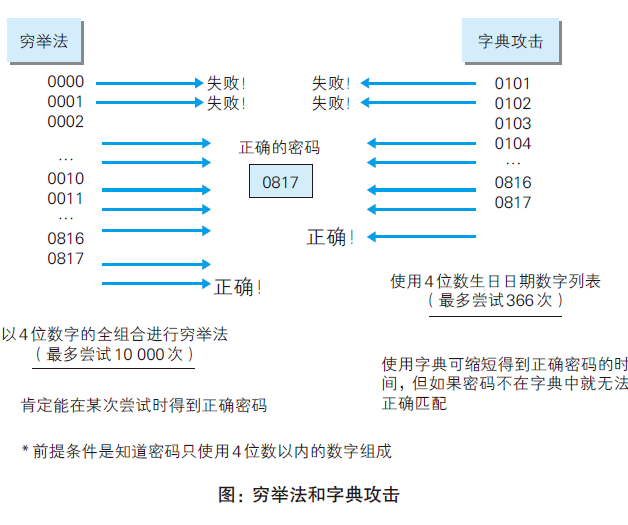 穷举法
0000
0001
0002
…
0010
0011
…
0816
0817
失败！
失败！
正确！
以4位数字的全组合进行穷举法
（最多尝试10 000次）
肯定能在某次尝试时得到正确密码
正确的密码
0817
字典攻击
0101
0102
0103
0104
…
0816
0817
失败！
失败！
正确！
使用4位数生日日期数字列表
（最多尝试366次）
使用字典可缩短得到正确密码的时
间，但如果密码不在字典中就无法
正确匹配
*前提条件是知道密码只使用4位数以内的数字组成
图：穷举法和字典攻击